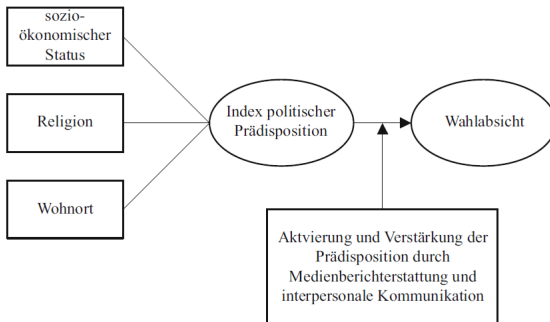 sozio-
ökonomischer
Status
Religion
Wohnort
Index politischer
Prädisposition
Wahlabsicht
Aktvierung und Verstärkung der
Prädisposition durch
Medienberichterstattung und
interpersonale Kommunikation